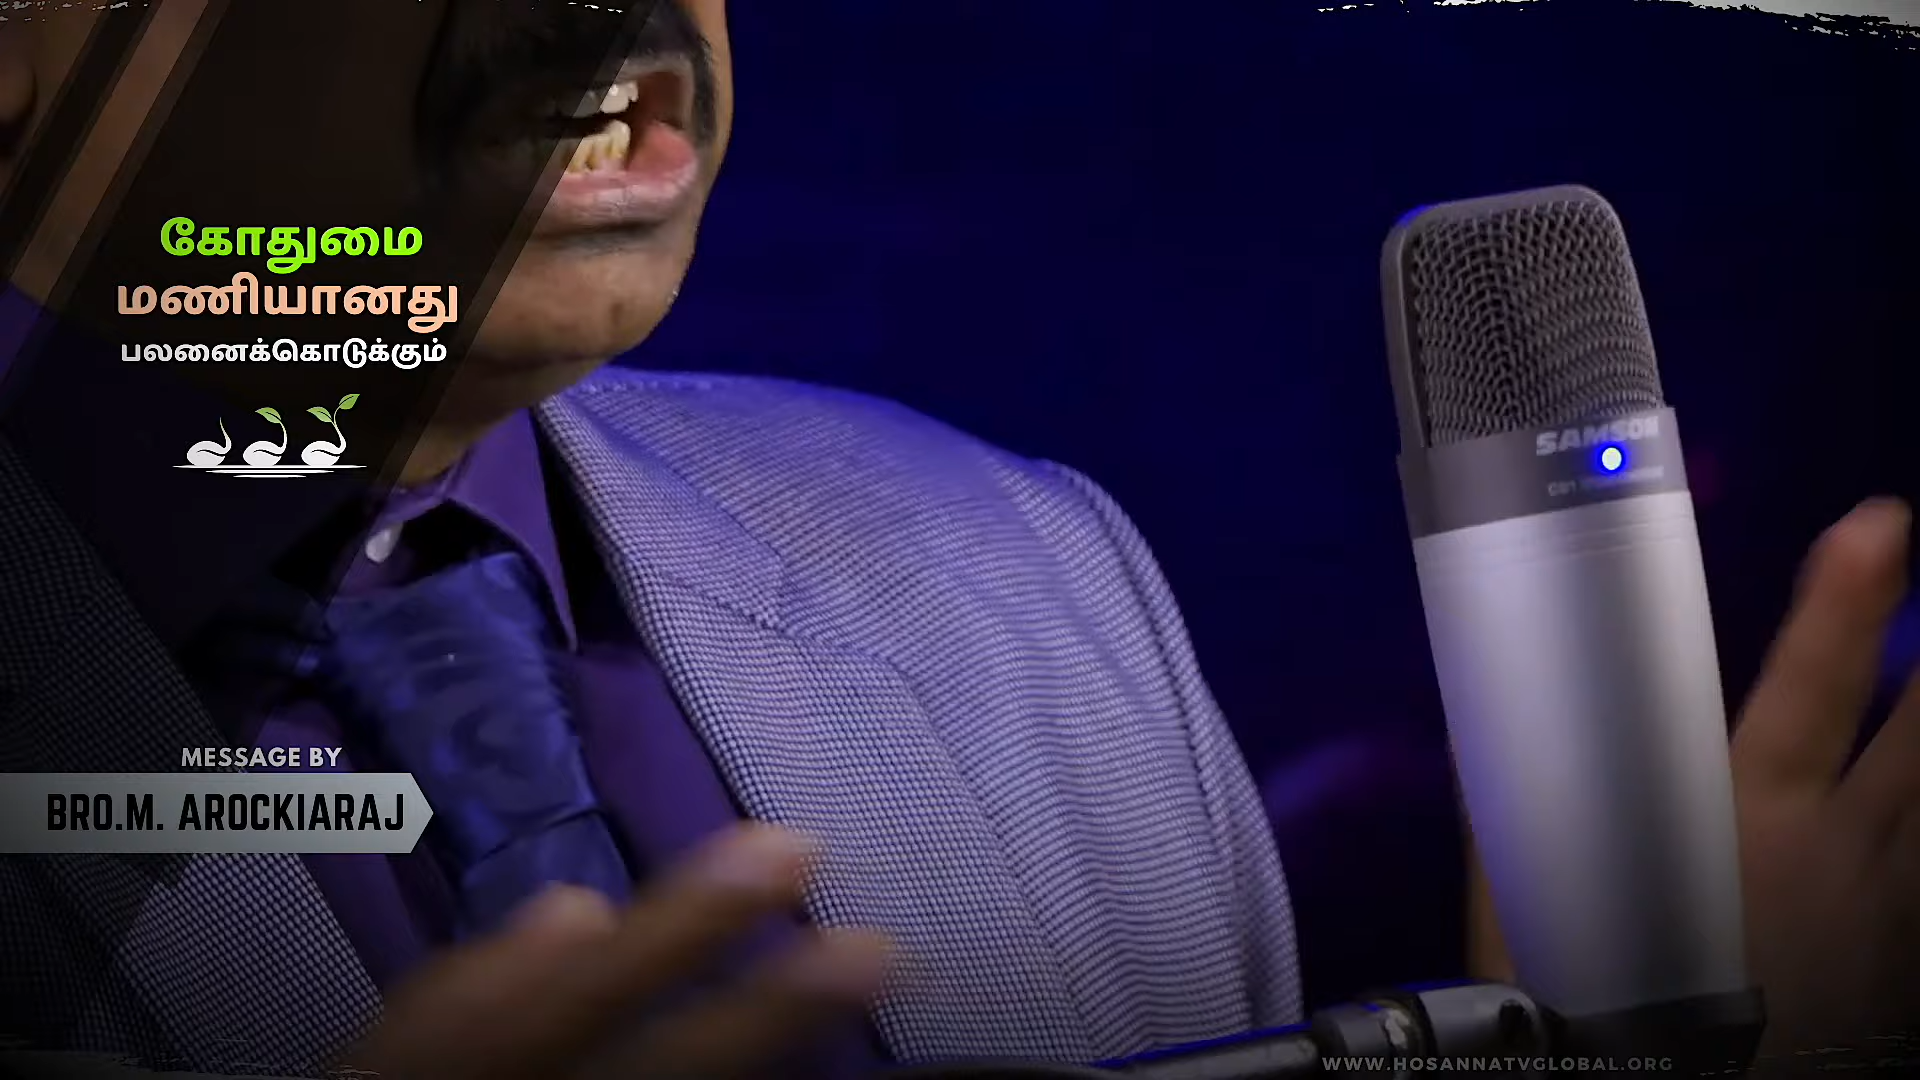 கோதுமை
மணியானது
பலனைக்கொடுக்கும்
SAMSON
MESSAGE BY
BRO.M. AROCKIARAJ
WWW.HOSANNATVGLOBAL.ORG